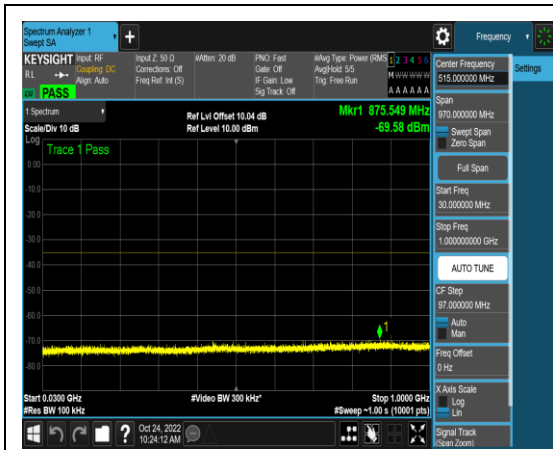 Spectrum Analyzer 1
Swept SA
Frequency
KEYSIGHT
Input: RF
Input Z: 50 Ω
#Atten: 20 dB
PNO: Fast
#Avg Type: Power (RMS
1 2 3 4 5 6
RL
Coupling: DC
Corrections: Off
Gate: Off
Avg|Hold: 5/5
M W W W W W
Align: Auto
Freq Ref: Int (S)
IF Gain: Low
Trig: Free Run
Sig Track: Off
A A A A A A
PASS
1 Spectrum
Ref Lvl Offset 10.04 dB
Mkr1 875.549 MHz
Scale/Div 10 dB
Ref Level 10.00 dBm
-69.58 dBm
Log
Trace 1 Pass
0.00
-10.0
-20.0
-30.0
-40.0
-50.0
-60.0
-70.0
-80.0
1
Start 0.0300 GHz
#Video BW 300 kHz*
Stop 1.0000 GHz
#Res BW 100 kHz
#Sweep ~1.00 s (10001 pts)
Center Frequency
515.000000 MHz
Settings
Span
970.000000 MHz
Swept Span
Zero Span
Full Span
Start Freq
30.000000 MHz
Stop Freq
1.000000000 GHz
AUTO TUNE
CF Step
97.000000 MHz
Auto
Man
Freq Offset
0 Hz
X Axis Scale
Log
Lin
Signal Track
(Span Zoom)
?
Oct 24, 2022
10:24:12 AM